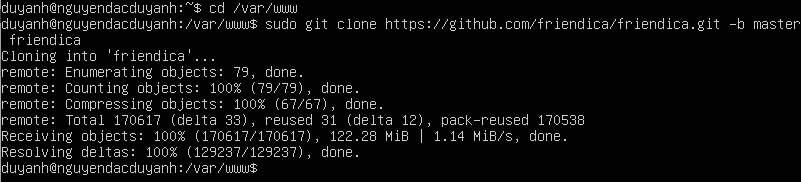 duyanh@nguyendacduyanh:~$ cd /var/www
duyanh@nguyendacduyanh:/var/www$ sudo git clone https://github.com/friendica/friendica.git -b master
 friendica
Cloning into 'friendica'...
remote: Enumerating objects: 79, done.
remote: Counting objects: 100% (79/79), done.
remote: Compressing objects: 100% (67/67), done.
remote: Total 170617 (delta 33), reused 31 (delta 12), pack-reused 170538
Receiving objects: 100% (170617/170617), 122.28 MiB | 1.14 MiB/s, done.
Resolving deltas: 100% (129237/129237), done.
duyanh@nguyendacduyanh:/var/www$